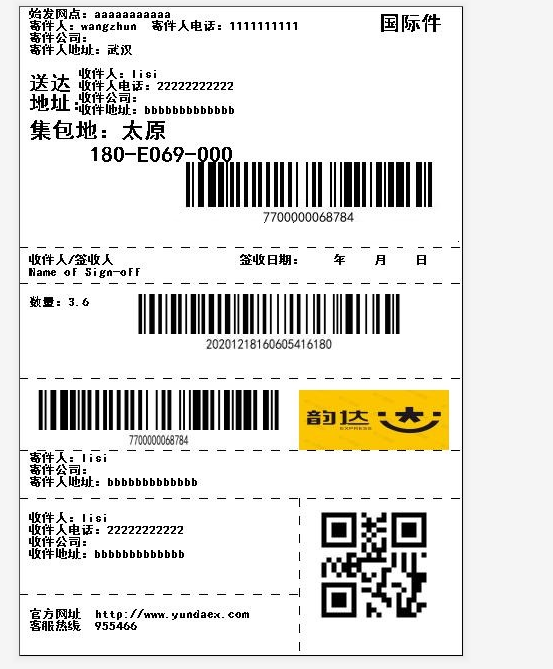 始发网点：aaaaaaaaaaa
国际件
寄件人：wangzhun 寄件人电话：1111111111
寄件公司：
寄件人地址：武汉
送达地址：
收件人：lisi
收件人电话：22222222222
收件公司：
收件地址：bbbbbbbbbbbbb
集包地：太原
180-E069-000
7700000068784
收件人/签收人 签收日期： 年 月 日
Name of Sign-off
数量：3.6
20201218160605416180
7700000068784
韵达
EXPRESS
寄件人：lisi
寄件公司：
寄件人地址：bbbbbbbbbbbbb
收件人：lisi
收件人电话：22222222222
收件公司：
收件地址：bbbbbbbbbbbbb
官方网址 http://www.yundaex.com
客服热线 955466